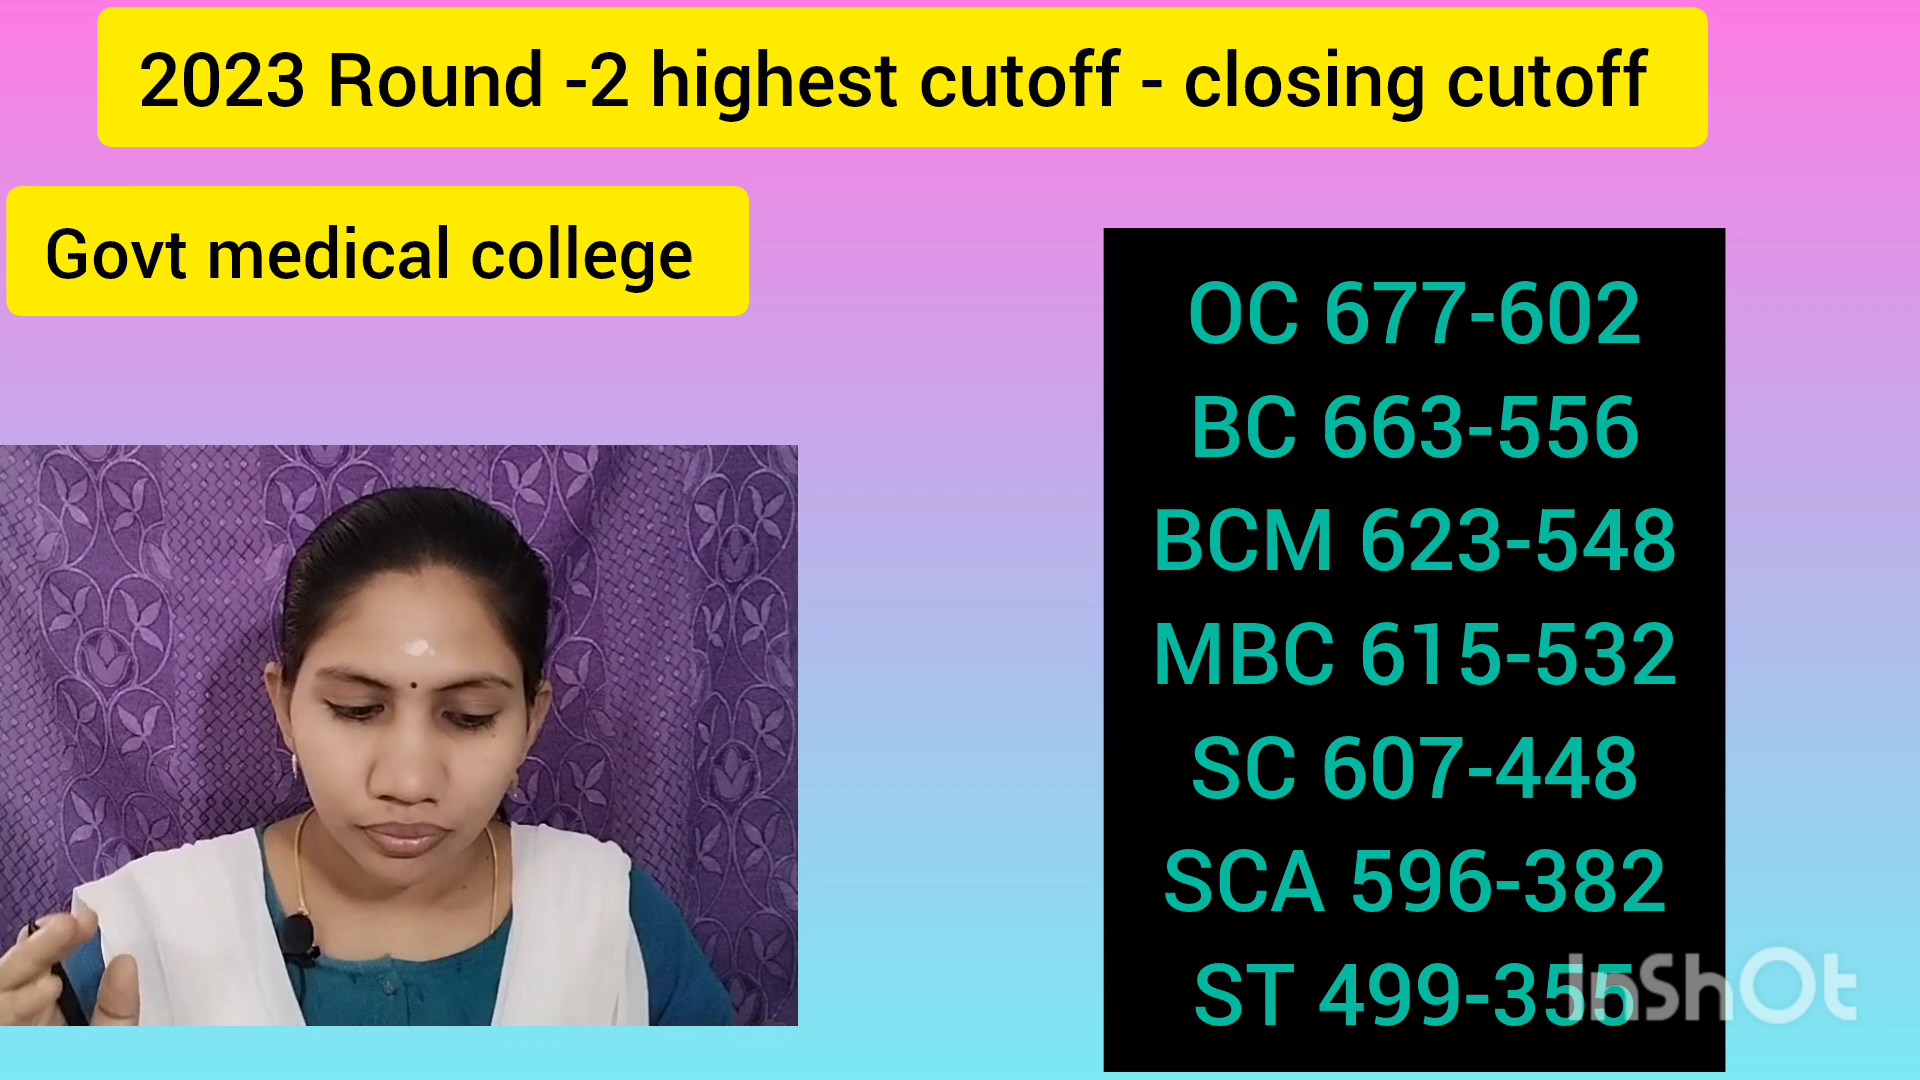 2023 Round -2 highest cutoff - closing cutoff
Govt medical college
OC 677-602
BC 663-556
BCM 623-548
MBC 615-532
SC 607-448
SCA 596-382
ST 499-355
InShOt